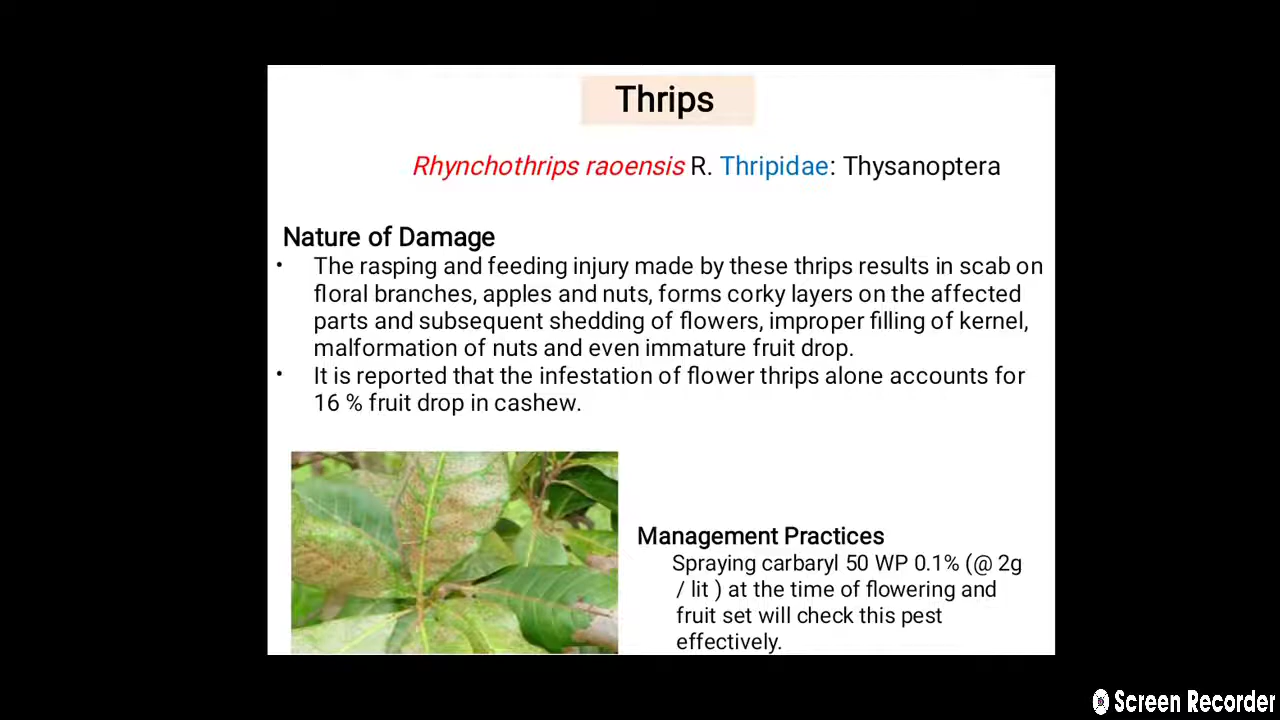 Thrips
Rhynchothrips raoensis R. Thripidae: Thysanoptera
Nature of Damage
• The rasping and feeding injury made by these thrips results in scab on
floral branches, apples and nuts, forms corky layers on the affected
parts and subsequent shedding of flowers, improper filling of kernel,
malformation of nuts and even immature fruit drop.
• It is reported that the infestation of flower thrips alone accounts for
16 % fruit drop in cashew.
Management Practices
Spraying carbaryl 50 WP 0.1% (@ 2g
/ lit ) at the time of flowering and
fruit set will check this pest
effectively.
Screen Recorder